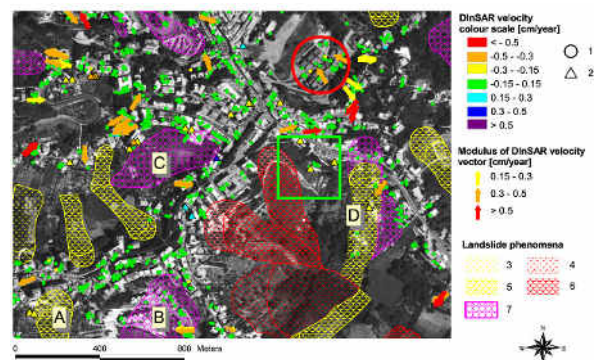 DInSAR velocity
colour scale [cm/year]
< - 0.5
-0.5 - -0.3
-0.3 - -0.15
-0.15 - 0.15
0.15 - 0.3
0.3 - 0.5
> 0.5
1
2
Modulus of DInSAR velocity
vector [cm/year]
0.15 - 0.3
0.3 - 0.5
> 0.5
Landslide phenomena
3
4
5
6
7
C
D
A
B
0
400
800
Meters
N
W
E
S